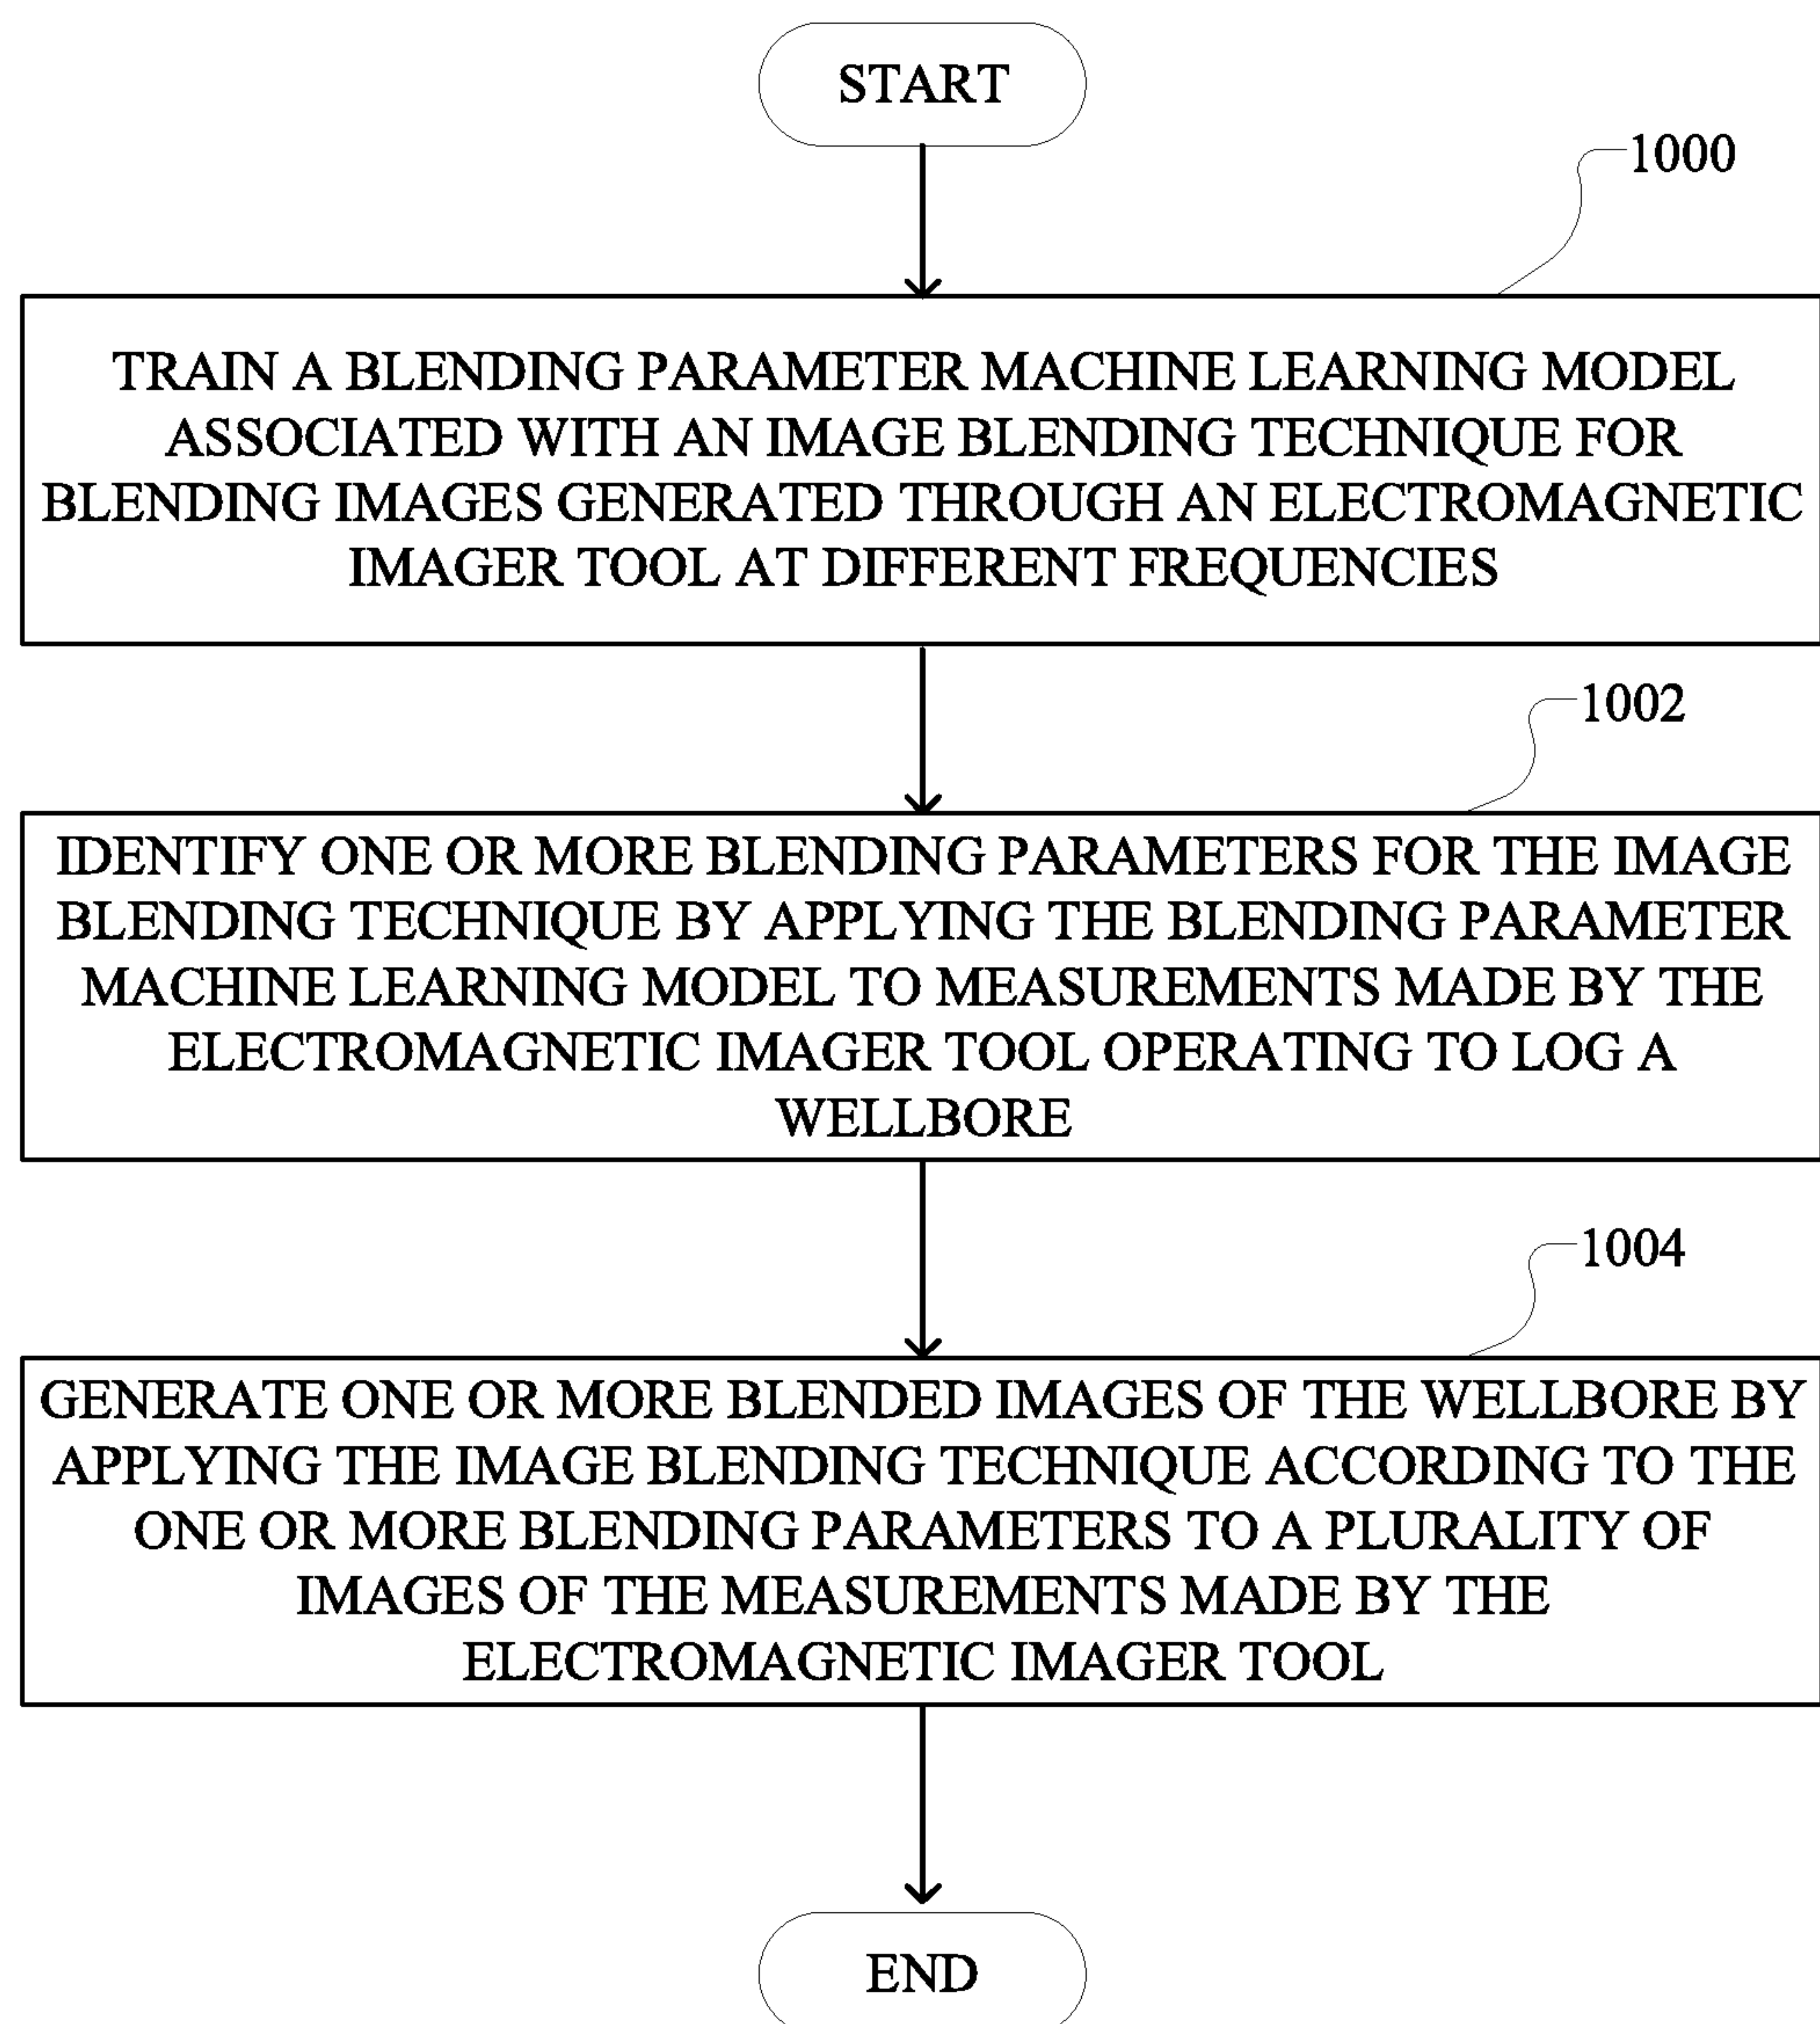 START
1000
TRAIN A BLENDING PARAMETER MACHINE LEARNING MODEL
ASSOCIATED WITH AN IMAGE BLENDING TECHNIQUE FOR
BLENDING IMAGES GENERATED THROUGH AN ELECTROMAGNETIC
IMAGER TOOL AT DIFFERENT FREQUENCIES
1002
IDENTIFY ONE OR MORE BLENDING PARAMETERS FOR THE IMAGE
BLENDING TECHNIQUE BY APPLYING THE BLENDING PARAMETER
MACHINE LEARNING MODEL TO MEASUREMENTS MADE BY THE
ELECTROMAGNETIC IMAGER TOOL OPERATING TO LOG A
WELLBORE
1004
GENERATE ONE OR MORE BLENDED IMAGES OF THE WELLBORE BY
APPLYING THE IMAGE BLENDING TECHNIQUE ACCORDING TO THE
ONE OR MORE BLENDING PARAMETERS TO A PLURALITY OF
IMAGES OF THE MEASUREMENTS MADE BY THE
ELECTROMAGNETIC IMAGER TOOL
END